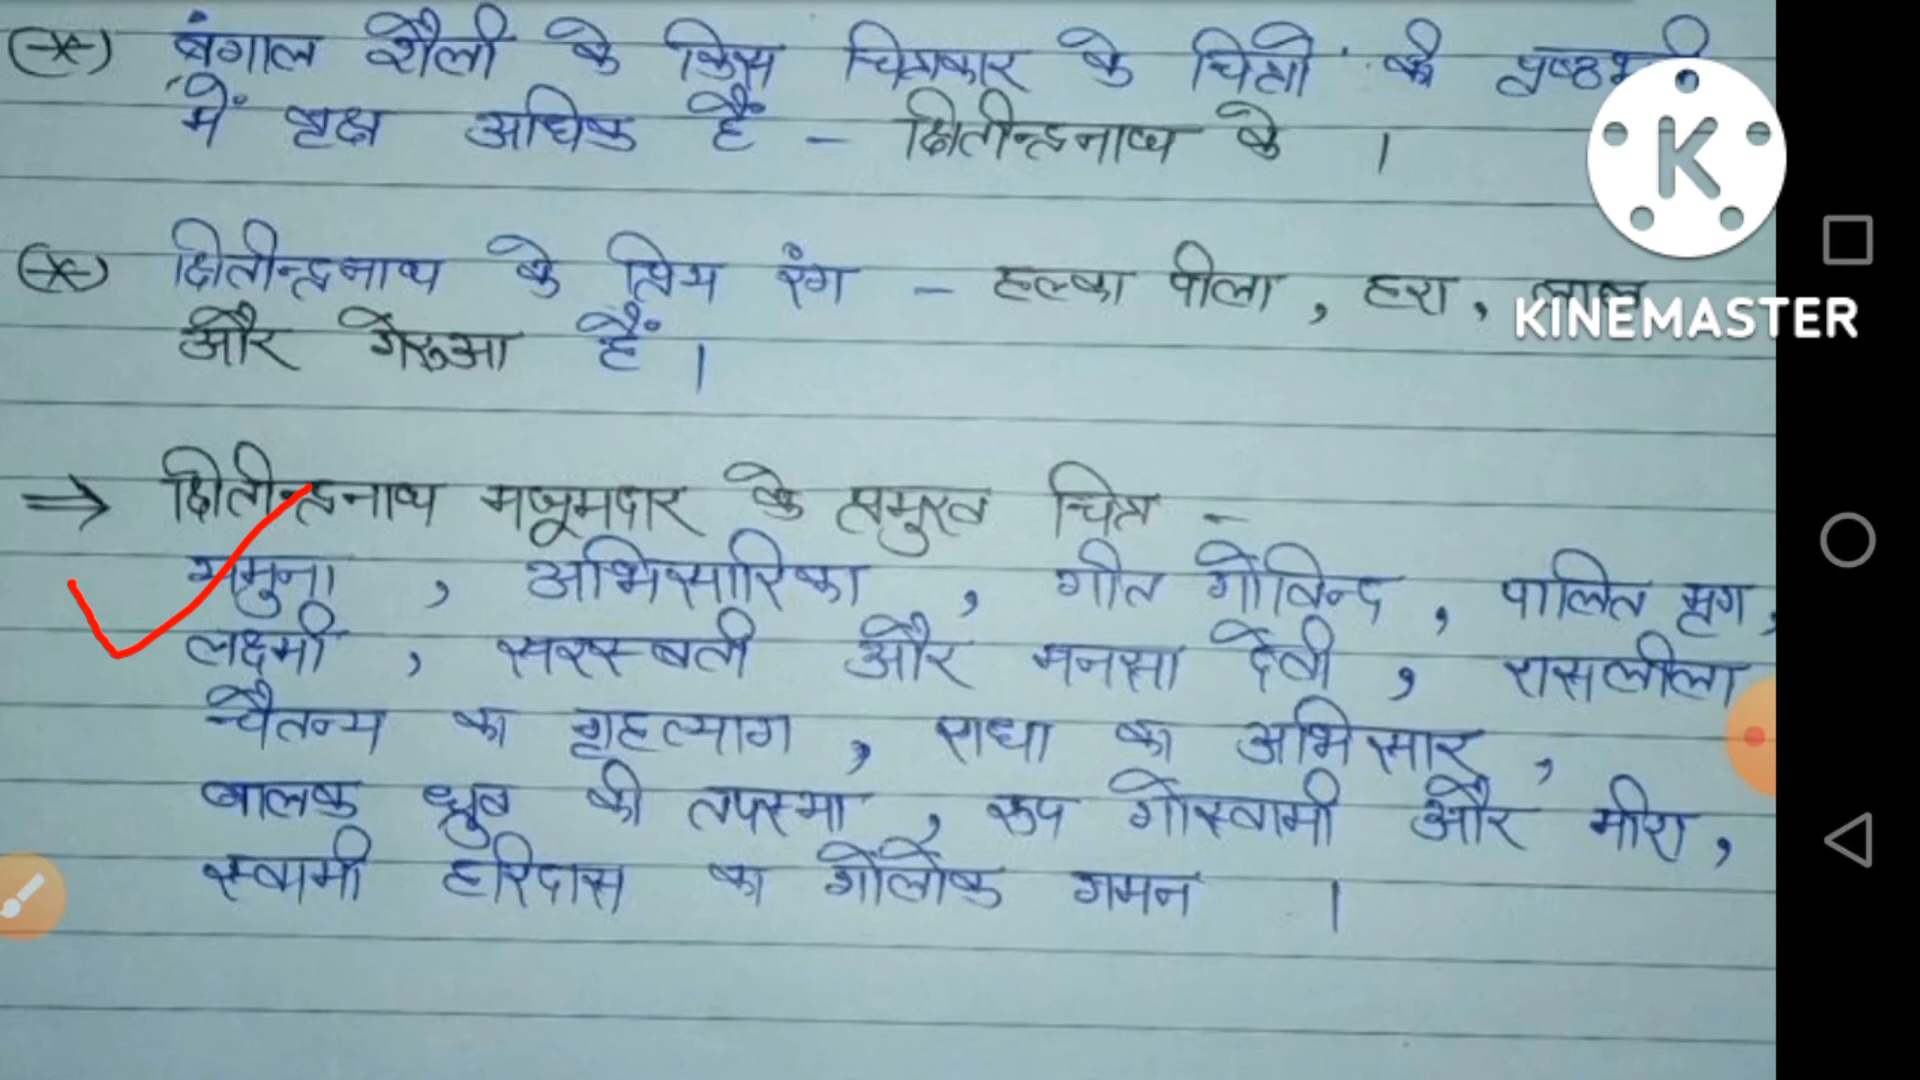 (*) बंगाल शैली के किस चित्रकार के चित्रों की
में वृक्ष अधिक हैं - क्षितीन्द्रनाथ के ।
(*) क्षितीन्द्रनाथ के प्रिय रंग - हल्का पीला , हरा , लाल
और गेरुआ हैं ।
K
KINEMASTER
⇒ क्षितीन्द्रनाथ मजूमदार के प्रमुख चित्र -
यमुना , अभिसारिका , गीत गोविन्द , पालित मृग ,
लक्ष्मी , सरस्वती और मनसा देवी , रासलीला
चैतन्य का गृहत्याग , राधा का अभिसार ,
बालक ध्रुव की तपस्या , रूप गोस्वामी और मीरा ,
स्वामी हरिदास का गोलोक गमन ।